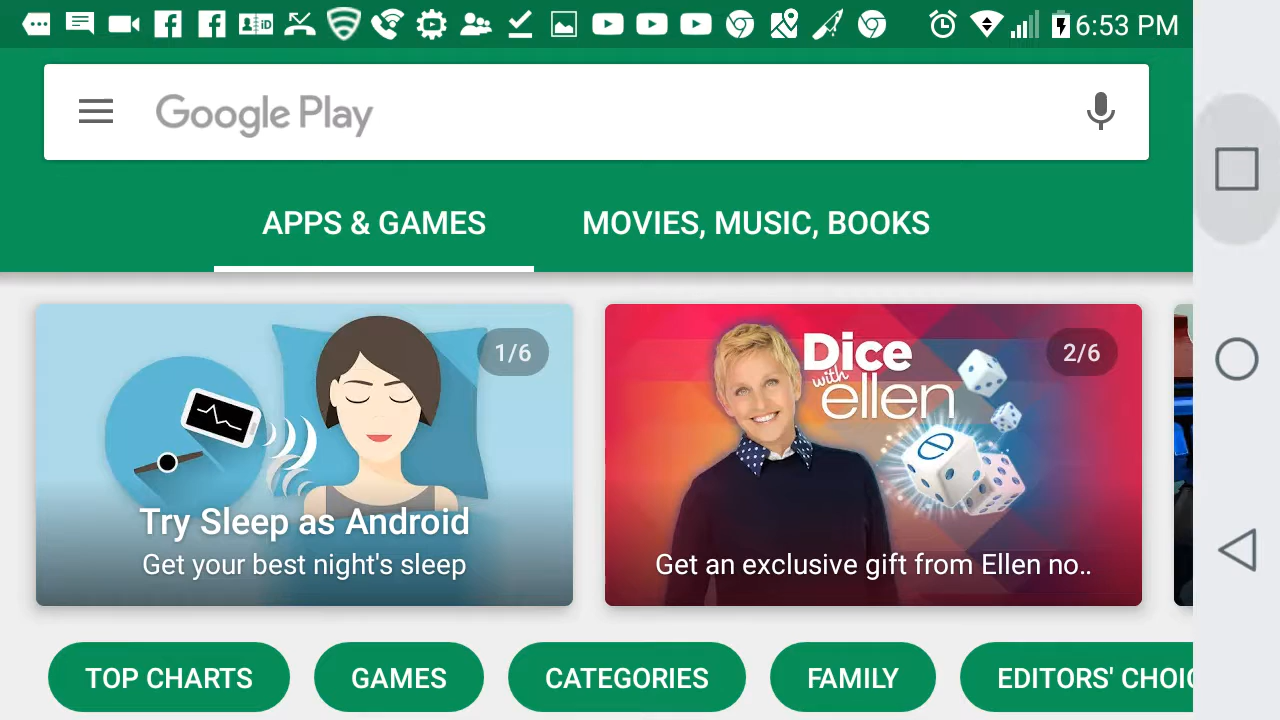 6:53 PM
Google Play
APPS & GAMES
MOVIES, MUSIC, BOOKS
1/6
Try Sleep as Android
Get your best night's sleep
2/6
Dice
with
ellen
e
Get an exclusive gift from Ellen no..
TOP CHARTS
GAMES
CATEGORIES
FAMILY
EDITORS' CHOIC